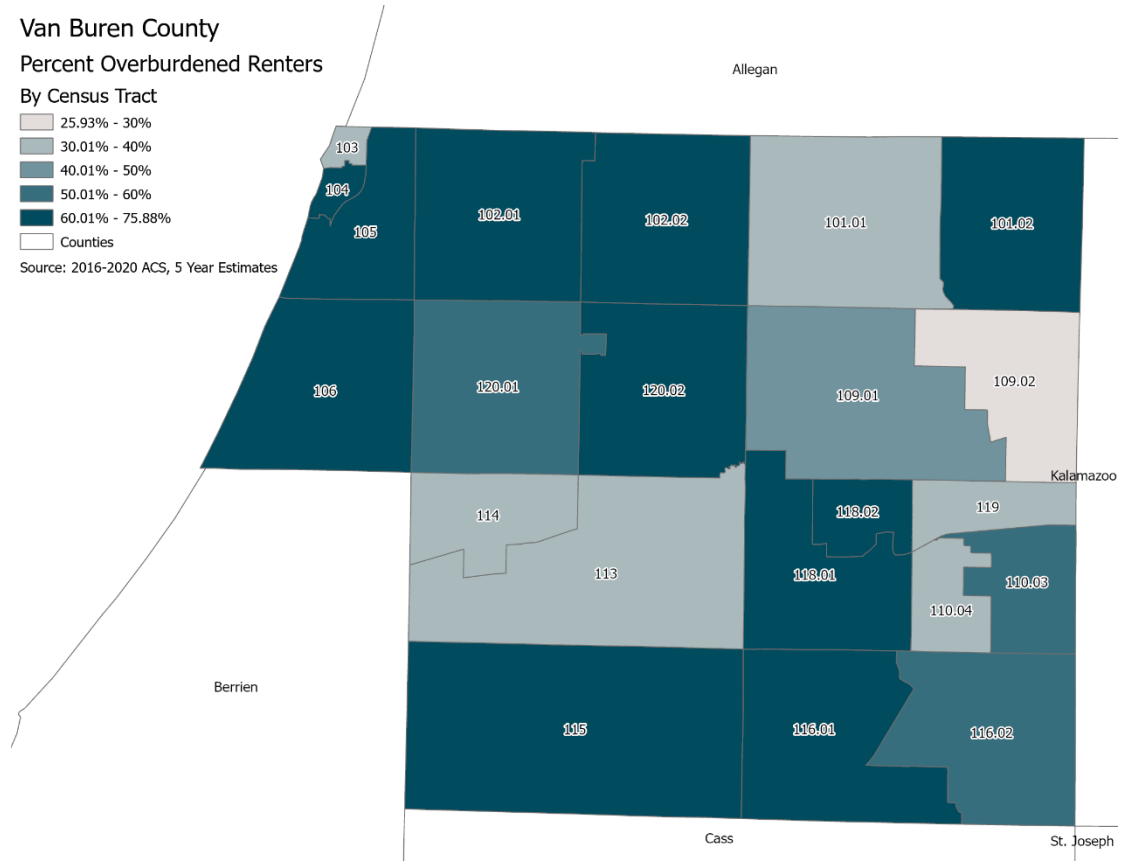 Van Buren County
Percent Overburdened Renters
By Census Tract
25.93% - 30%
30.01% - 40%
40.01% - 50%
50.01% - 60%
60.01% - 75.88%
Counties
Source: 2016-2020 ACS, 5 Year Estimates
Allegan
103
104
105
102.01
102.02
101.01
101.02
106
120.01
120.02
109.01
109.02
Kalamazoo
114
113
118.02
118.01
119
110.04
110.03
Berrien
115
116.01
116.02
Cass
St. Joseph